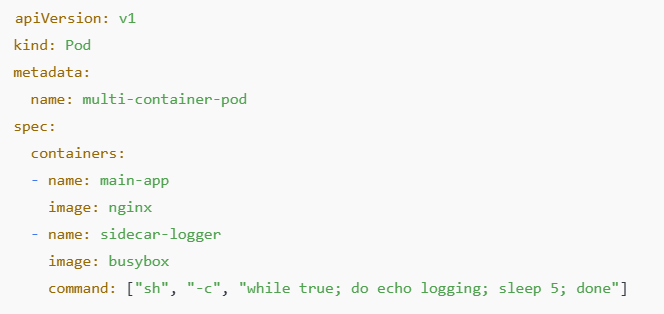 apiVersion: v1
kind: Pod
metadata:
  name: multi-container-pod
spec:
  containers:
  - name: main-app
    image: nginx
  - name: sidecar-logger
    image: busybox
    command: ["sh", "-c", "while true; do echo logging; sleep 5; done"]